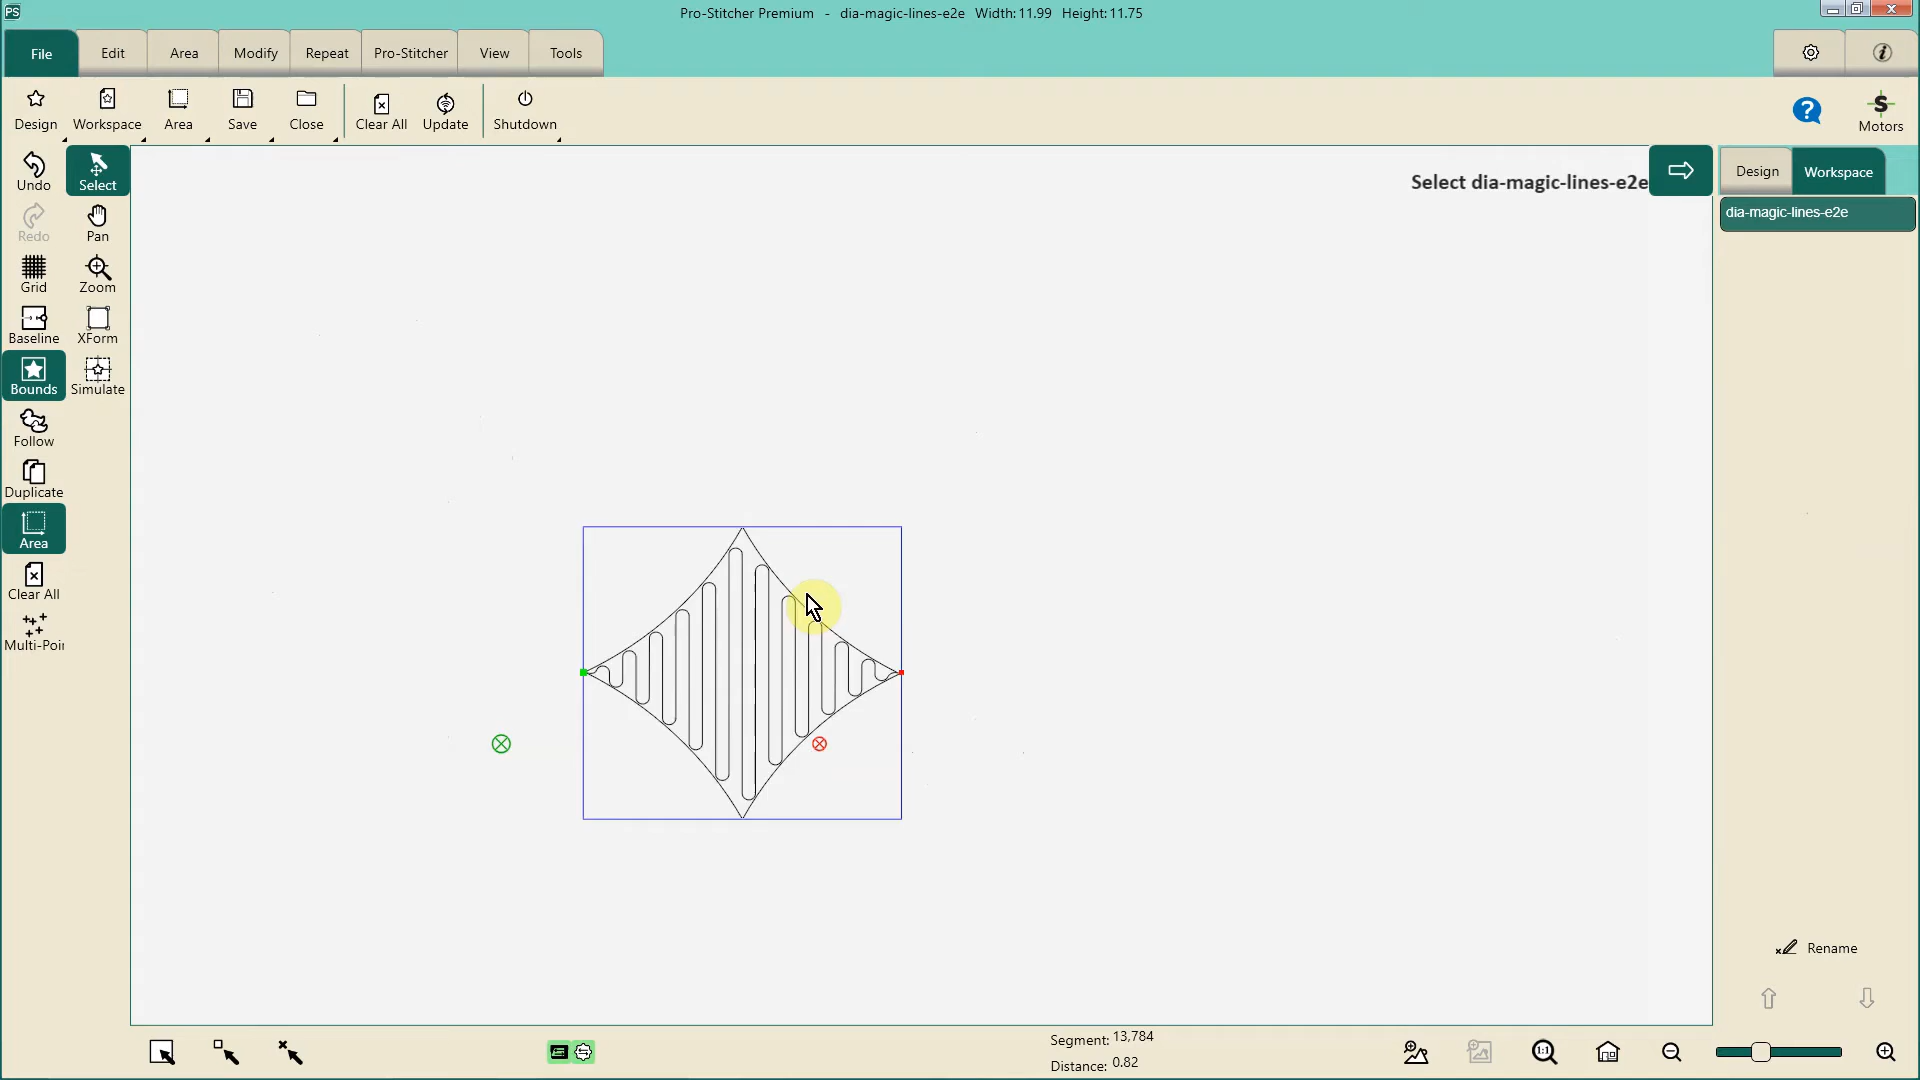 PS
Pro-Stitcher Premium - dia-magic-lines-e2e Width: 11.99 Height: 11.75
File Edit Area Modify Repeat Pro-Stitcher View Tools
Design Workspace Area Save Close Clear All Update Shutdown
? S Motors
Undo Select
Select dia-magic-lines-e2e
Design Workspace
dia-magic-lines-e2e
Redo Pan
Grid Zoom
Baseline XForm
Bounds Simulate
Follow
Duplicate
Area
Clear All
Multi-Poi
Rename
Segment: 13,784
Distance: 0.82
1:1